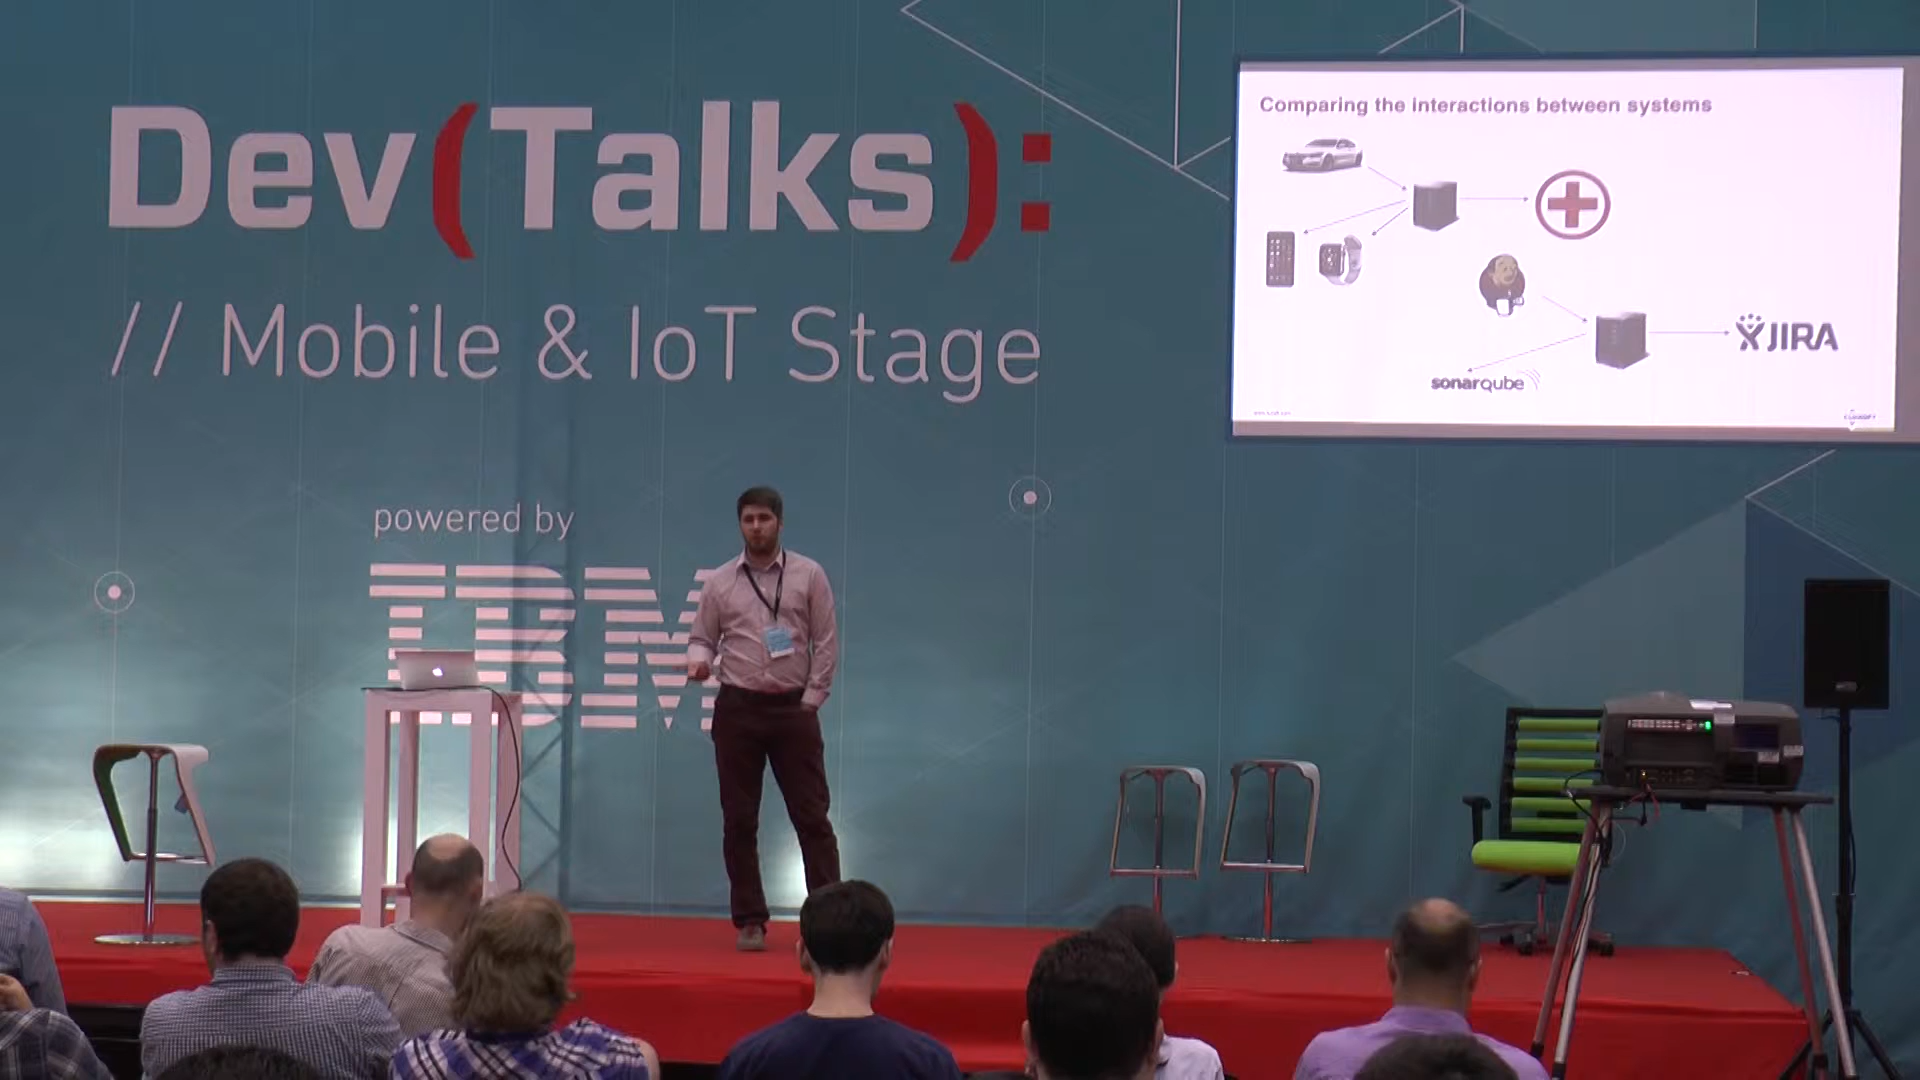 Dev(Talks):
// Mobile & IoT Stage
powered by
IBM
Comparing the interactions between systems
JIRA
sonarqube